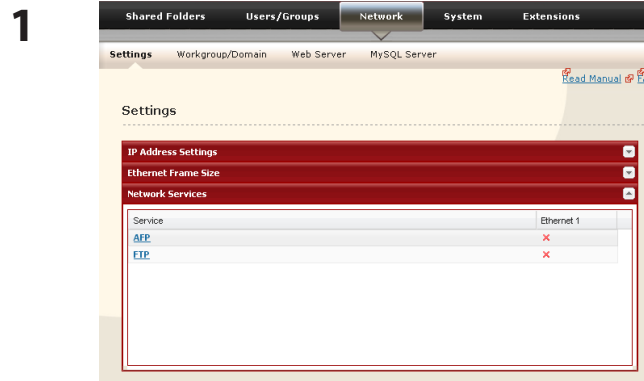 1
Shared Folders Users/Groups Network System Extensions
Settings Workgroup/Domain Web Server MySQL Server
Read Manual
Settings
IP Address Settings
Ethernet Frame Size
Network Services
Service Ethernet 1
AFP
FTP